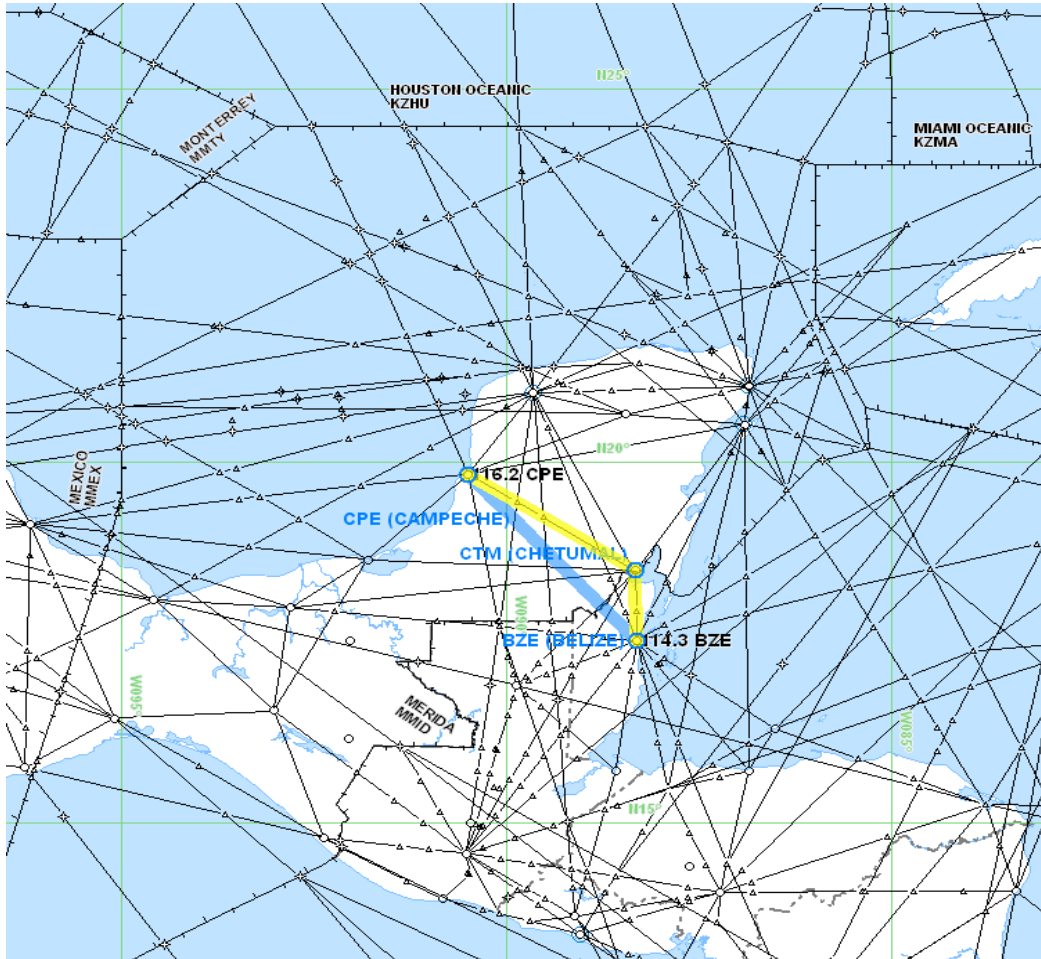 N25°
HOUSTON OCEANIC
KZHU
MONTERREY
MMTY
MIAMI OCEANIC
KZMA
N20°
MEXICO
MMEX
116.2 CPE
CPE (CAMPECHE)
CTM (CHETUMAL)
W090
BZE (BELIZE)
114.3 BZE
W095°
MERIDA
MMID
W085°
N15°